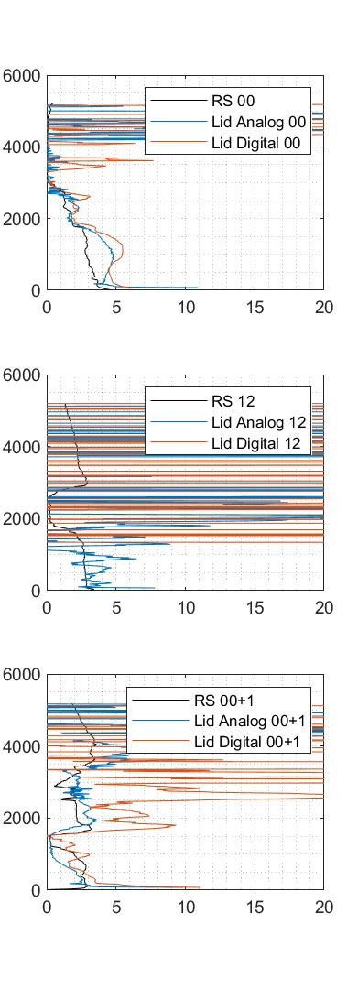 6000
4000
2000
0
RS 00
Lid Analog 00
Lid Digital 00
0 5 10 15 20
6000
4000
2000
0
RS 12
Lid Analog 12
Lid Digital 12
0 5 10 15 20
6000
4000
2000
0
RS 00+1
Lid Analog 00+1
Lid Digital 00+1
0 5 10 15 20